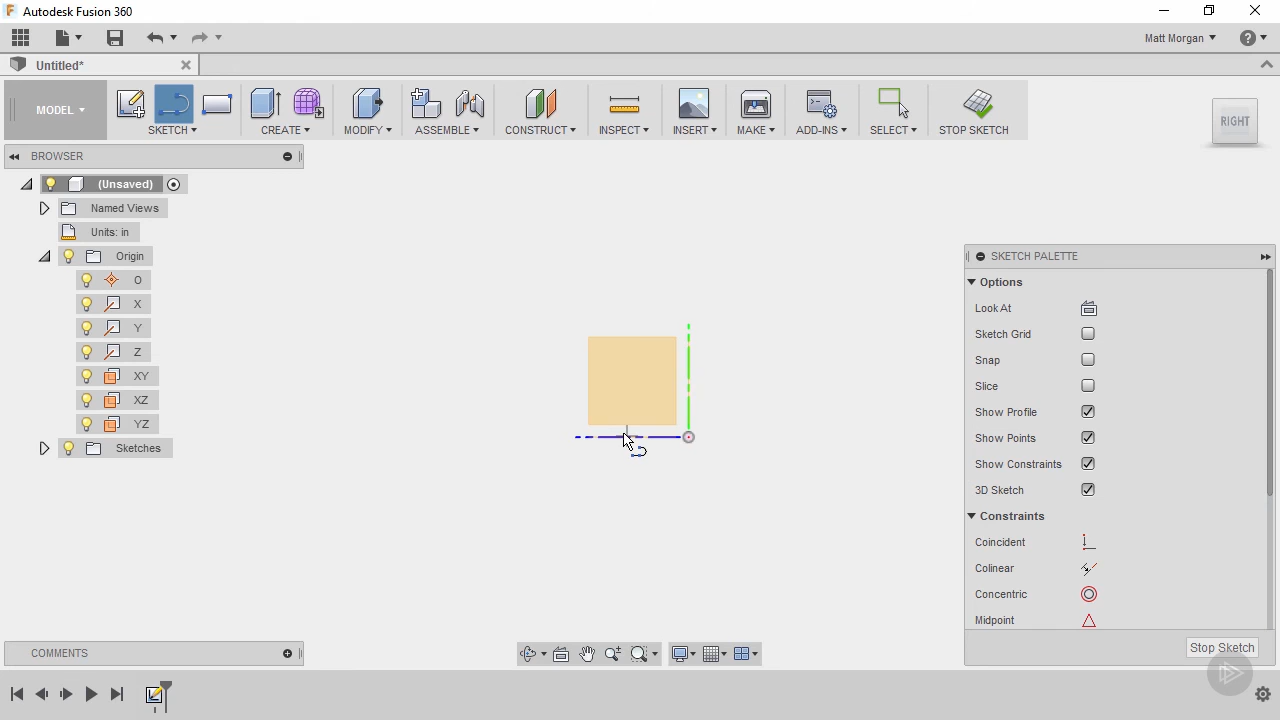 Autodesk Fusion 360
Matt Morgan
Untitled*
MODEL
SKETCH
CREATE
MODIFY
ASSEMBLE
CONSTRUCT
INSPECT
INSERT
MAKE
ADD-INS
SELECT
STOP SKETCH
RIGHT
BROWSER
(Unsaved)
Named Views
Units: in
Origin
O
X
Y
Z
XY
XZ
YZ
Sketches
SKETCH PALETTE
Options
Look At
Sketch Grid
Snap
Slice
Show Profile
Show Points
Show Constraints
3D Sketch
Constraints
Coincident
Colinear
Concentric
Midpoint
Stop Sketch
COMMENTS